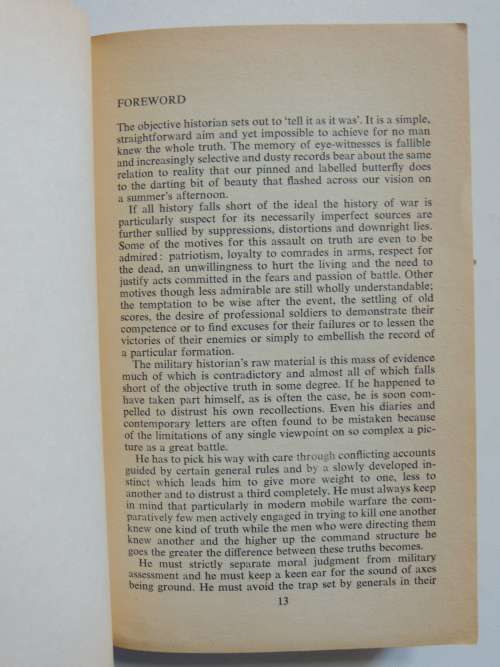 FOREWORD
The objective historian sets out to 'tell it as it was'. It is a simple,
straightforward aim and yet impossible to achieve for no man
knew the whole truth. The memory of eye-witnesses is fallible
and increasingly selective and dusty records bear about the same
relation to reality that our pinned and labelled butterfly does
to the darting bit of beauty that flashed across our vision on
a summer's afternoon.
If all history falls short of the ideal the history of war is
particularly suspect for its necessarily imperfect sources are
further sullied by suppressions, distortions and downright lies.
Some of the motives for this assault on truth are even to be
admired: patriotism, loyalty to comrades in arms, respect for
the dead, an unwillingness to hurt the living and the need to
justify acts committed in the fears and passion of battle. Other
motives though less admirable are still wholly understandable;
the temptation to be wise after the event, the settling of old
scores, the desire of professional soldiers to demonstrate their
competence or to find excuses for their failures or to lessen the
victories of their enemies or simply to embellish the record of
a particular formation.
The military historian's raw material is this mass of evidence
much of which is contradictory and almost all of which falls
short of the objective truth in some degree. If he happened to
have taken part himself, as is often the case, he is soon com-
pelled to distrust his own recollections. Even his diaries and
contemporary letters are often found to be mistaken because
of the limitations of any single viewpoint on so complex a pic-
ture as a great battle.
He has to pick his way with care through conflicting accounts
guided by certain general rules and by a slowly developed in-
stinct which leads him to give more weight to one, less to
another and to distrust a third completely. He must always keep
in mind that particularly in modern mobile warfare the com-
paratively few men actively engaged in trying to kill one another
knew one kind of truth while the men who were directing them
knew another and the higher up the command structure he
goes the greater the difference between these truths becomes.
He must strictly separate moral judgment from military
assessment and he must keep a keen ear for the sound of axes
being ground. He must avoid the trap set by generals in their
13